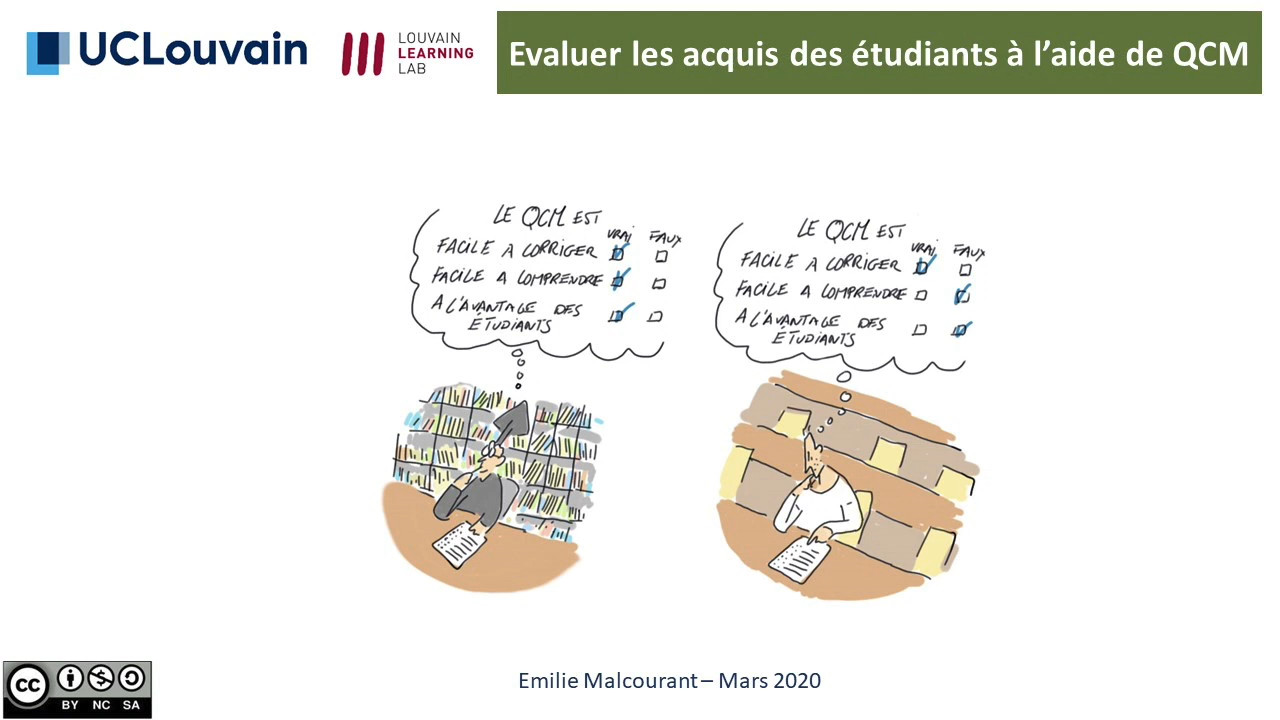 UCLouvain
LOUVAIN
LEARNING
LAB
Evaluer les acquis des étudiants à l’aide de QCM
LE QCM EST
VRAI FAUX
FACILE A CORRIGER
FACILE A COMPRENDRE
A L'AVANTAGE DES
ÉTUDIANTS
LE QCM EST
VRAI FAUX
FACILE A CORRIGER
FACILE A COMPRENDRE
A L'AVANTAGE DES
ÉTUDIANTS
Emilie Malcourant – Mars 2020
cc
BY NC SA